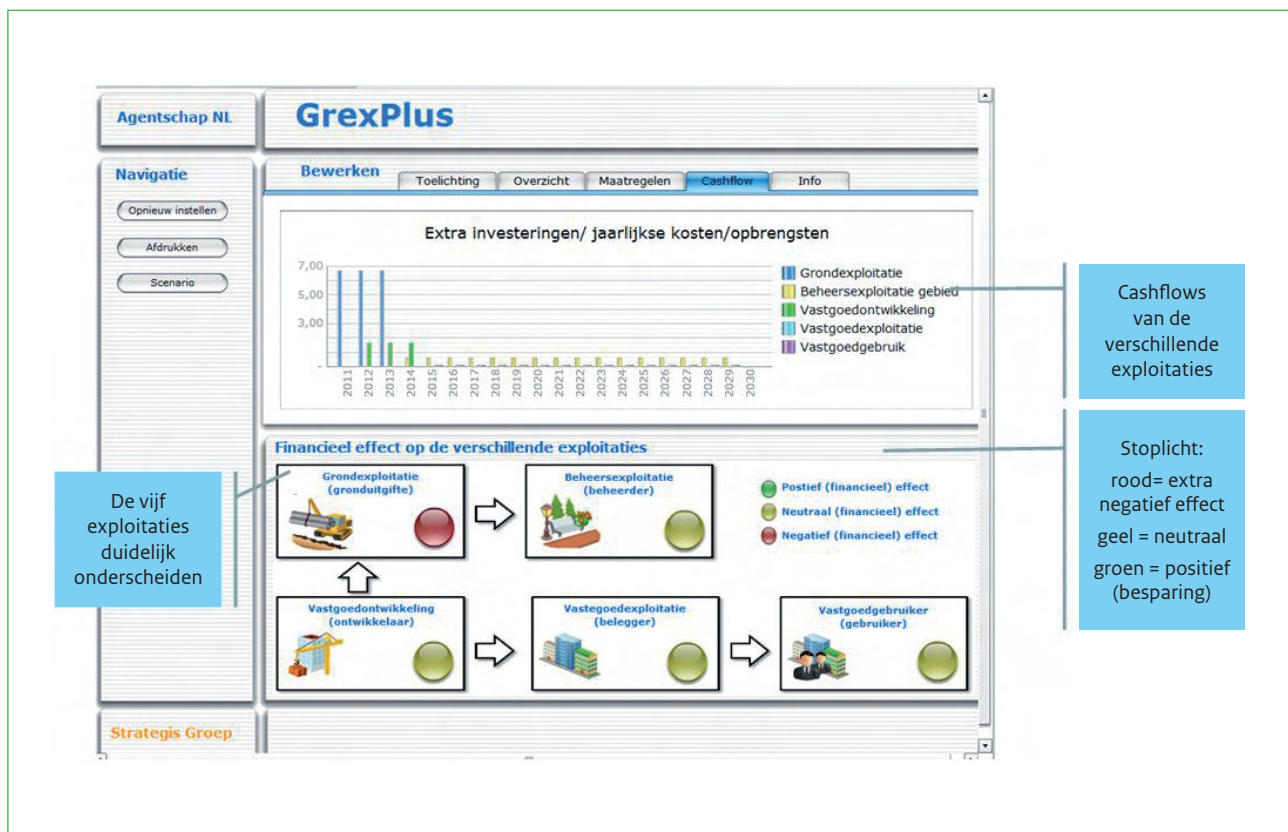 Agentschap NL
GrexPlus
Navigatie
Opnieuw instellen
Afdrukken
Scenario
Bewerken
Toelichting
Overzicht
Maatregelen
Cashflow
Info
Extra investeringen/ jaarlijkse kosten/opbrengsten
7,00
5,00
3,00
-
2011
2012
2013
2014
2015
2016
2017
2018
2019
2020
2021
2022
2023
2024
2025
2026
2027
2028
2029
2030
Grondexploitatie
Beheersexploitatie gebied
Vastgoedontwikkeling
Vastgoedexploitatie
Vastgoedgebruik
Cashflows
van de
verschillende
exploitaties
Financieel effect op de verschillende exploitaties
Grondexploitatie
(gronduitgifte)
Beheersexploitatie
(beheerder)
Postief (financieel) effect
Neutraal (financieel) effect
Negatief (financieel) effect
Stoplicht:
rood= extra
negatief effect
geel = neutraal
groen = positief
(besparing)
De vijf
exploitaties
duidelijk
onderscheiden
Vastgoedontwikkeling
(ontwikkelaar)
Vastegoedexploitatie
(belegger)
Vastgoedgebruiker
(gebruiker)
Strategis Groep